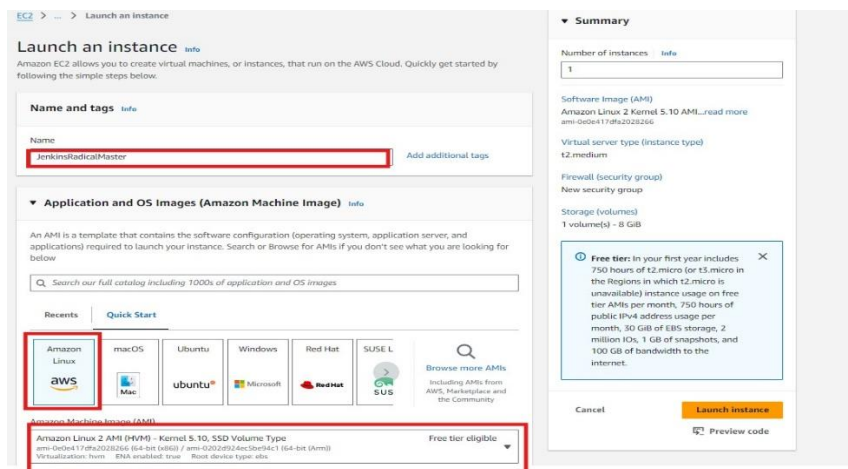 EC2 > ... > Launch an instance
Launch an instance Info
Amazon EC2 allows you to create virtual machines, or instances, that run on the AWS Cloud. Quickly get started by
following the simple steps below.
Name and tags Info
Name
JenkinsRadicalMaster
Add additional tags
Application and OS Images (Amazon Machine Image) Info
An AMI is a template that contains the software configuration (operating system, application server, and
applications) required to launch your instance. Search or Browse for AMIs if you don't see what you are looking for
below
Search our full catalog including 1000s of application and OS images
Recents
Quick Start
Amazon
Linux
aws
macOS
Mac
Ubuntu
ubuntu
Windows
Microsoft
Red Hat
Red Hat
SUSE L
SUS
Browse more AMIs
Including AMIs from
AWS, Marketplace and
the Community
Amazon Machine Image (AMI)
Amazon Linux 2 AMI (HVM) - Kernel 5.10, SSD Volume Type
Free tier eligible
ami-0e0e417dfa2028266 (64-bit (x86)) / ami-0202d924ec5be94c1 (64-bit (Arm))
Virtualization: hvm ENA enabled: true Root device type: ebs
Summary
Number of instances Info
1
Software Image (AMI)
Amazon Linux 2 Kernel 5.10 AMI...read more
ami-0e0e417dfa2028266
Virtual server type (instance type)
t2.medium
Firewall (security group)
New security group
Storage (volumes)
1 volume(s) - 8 GiB
Free tier: In your first year includes
750 hours of t2.micro (or t3.micro in
the Regions in which t2.micro is
unavailable) instance usage on free
tier AMIs per month, 750 hours of
public IPv4 address usage per
month, 30 GiB of EBS storage, 2
million IOs, 1 GB of snapshots, and
100 GB of bandwidth to the
internet.
Cancel
Launch instance
Preview code